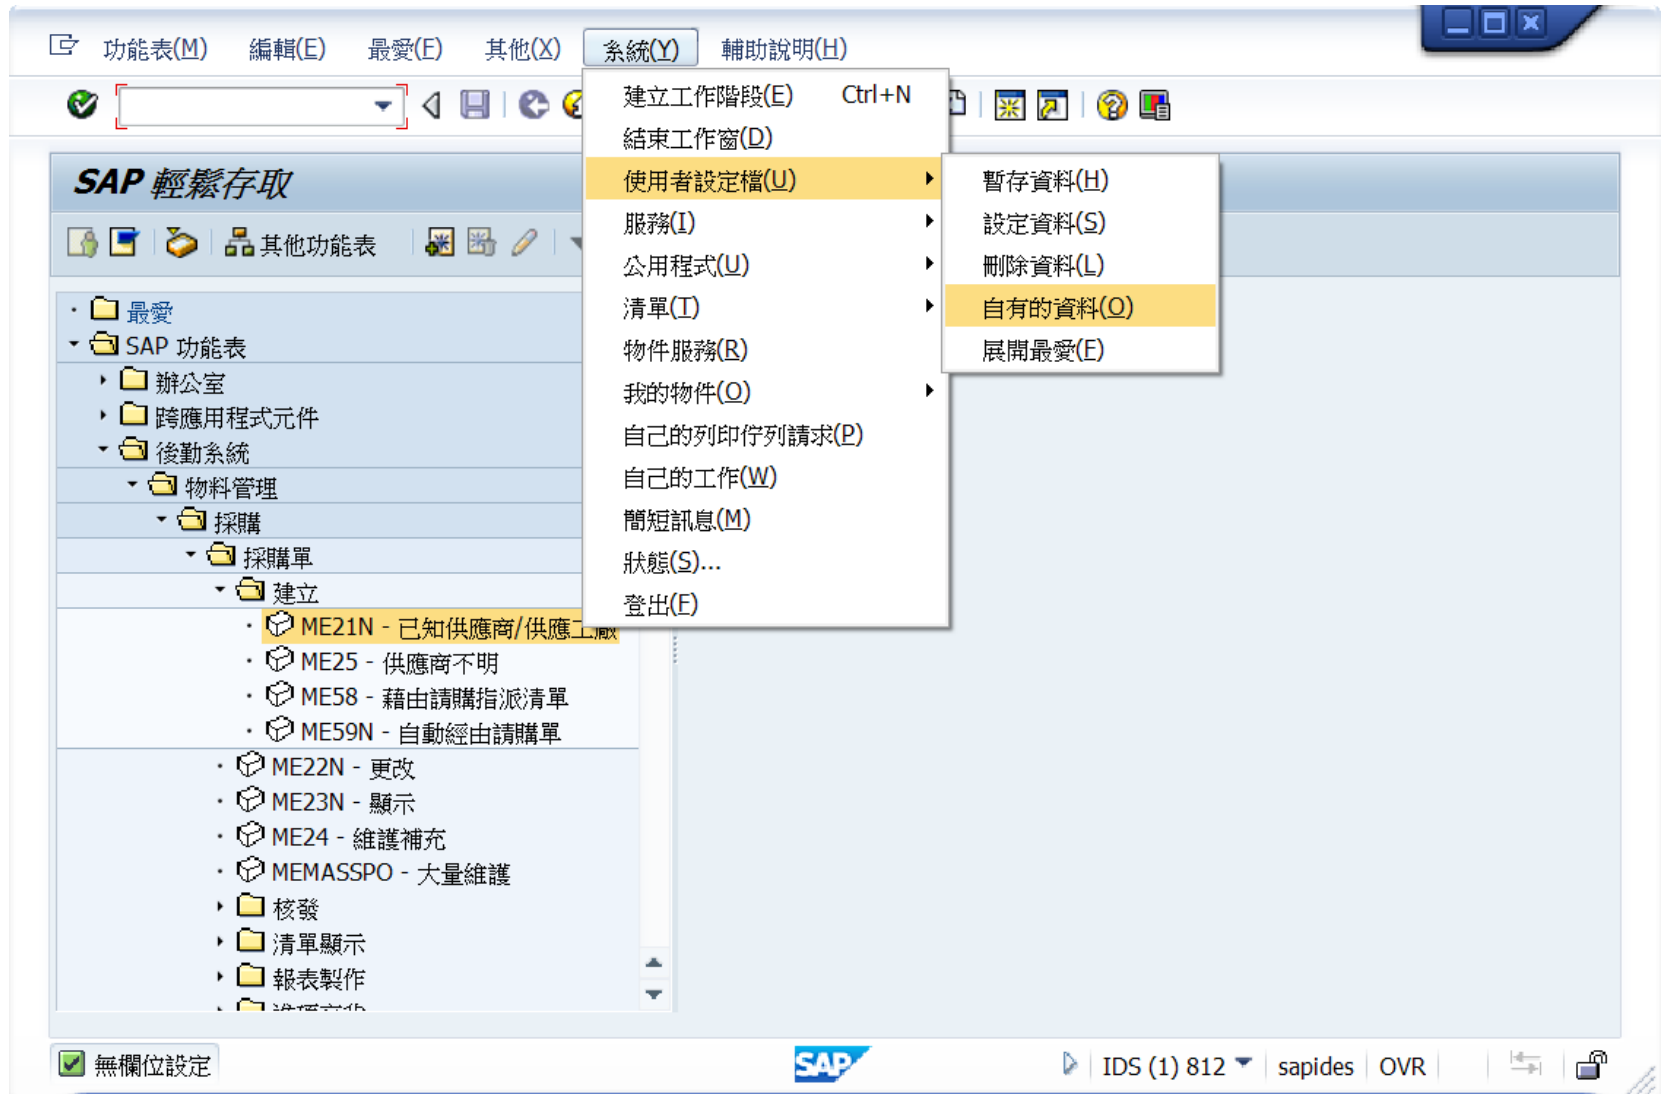 功能表(M) 編輯(E) 最愛(F) 其他(X) 系統(Y) 輔助說明(H)
建立工作階段(E) Ctrl+N
結束工作窗(D)
使用者設定檔(U)
服務(I)
公用程式(U)
清單(T)
物件服務(R)
我的物件(O)
自己的列印佇列請求(P)
自己的工作(W)
簡短訊息(M)
狀態(S)...
登出(F)
暫存資料(H)
設定資料(S)
刪除資料(L)
自有的資料(O)
展開最愛(F)
SAP 輕鬆存取
其他功能表
最愛
SAP 功能表
辦公室
跨應用程式元件
後勤系統
物料管理
採購
採購單
建立
ME21N - 已知供應商/供應工廠
ME25 - 供應商不明
ME58 - 藉由請購指派清單
ME59N - 自動經由請購單
ME22N - 更改
ME23N - 顯示
ME24 - 維護補充
MEMASSPO - 大量維護
核發
清單顯示
報表製作
無欄位設定 SAP IDS (1) 812 sapides OVR